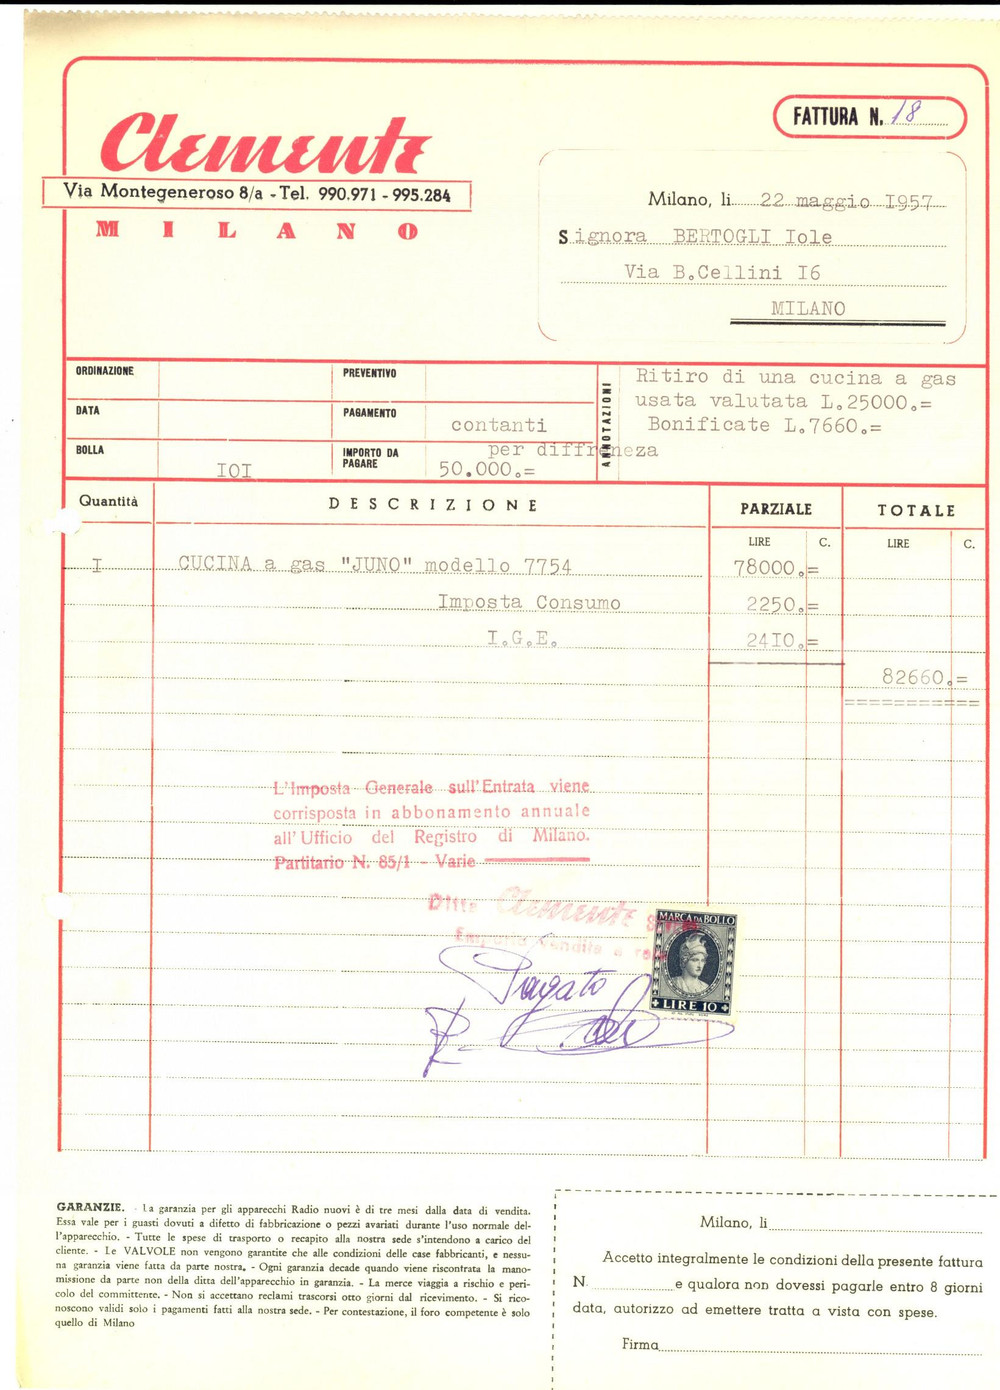 Clemente
Via Montegeneroso 8/a - Tel. 990.971 - 995.284
MILANO
FATTURA N. 18
Milano, li 22 maggio I957
Signora BERTOGLI Iole
Via B.Cellini I6
MILANO
ORDINAZIONE
PREVENTIVO
DATA
PAGAMENTO contanti
BOLLA IOI
IMPORTO DA PAGARE
per diffreneza
50.000.=
ANNOTAZIONI
Ritiro di una cucina a gas
usata valutata L.25000.=
Bonificate L.7660.=
Quantità DESCRIZIONE PARZIALE TOTALE
LIRE C. LIRE C.
I CUCINA a gas "JUNO" modello 7754 78000.=
Imposta Consumo 2250.=
I.G.E. 24I0.=
82660.=
===========
L'Imposta Generale sull'Entrata viene
corrisposta in abbonamento annuale
all'Ufficio del Registro di Milano.
Partitario N. 85/1 - Varie
Ditta Clemente
Vendite a
Pagato
MARCA DA BOLLO
LIRE 10
GARANZIE. - La garanzia per gli apparecchi Radio nuovi è di tre mesi dalla data di vendita.
Essa vale per i guasti dovuti a difetto di fabbricazione o pezzi avariati durante l'uso normale del-
l'apparecchio. - Tutte le spese di trasporto o recapito alla nostra sede s'intendono a carico del
cliente. - Le VALVOLE non vengono garantite che alle condizioni delle case fabbricanti, e nessu-
na garanzia viene fatta da parte nostra. - Ogni garanzia decade quando viene riscontrata la mano-
missione da parte non della ditta dell'apparecchio in garanzia. - La merce viaggia a rischio e peri-
colo del committente. - Non si accettano reclami trascorsi otto giorni dal ricevimento. - Si rico-
noscono validi solo i pagamenti fatti alla nostra sede. - Per contestazione, il foro competente è solo
quello di Milano
Milano, li
Accetto integralmente le condizioni della presente fattura
N. e qualora non dovessi pagarle entro 8 giorni
data, autorizzo ad emettere tratta a vista con spese.
Firma